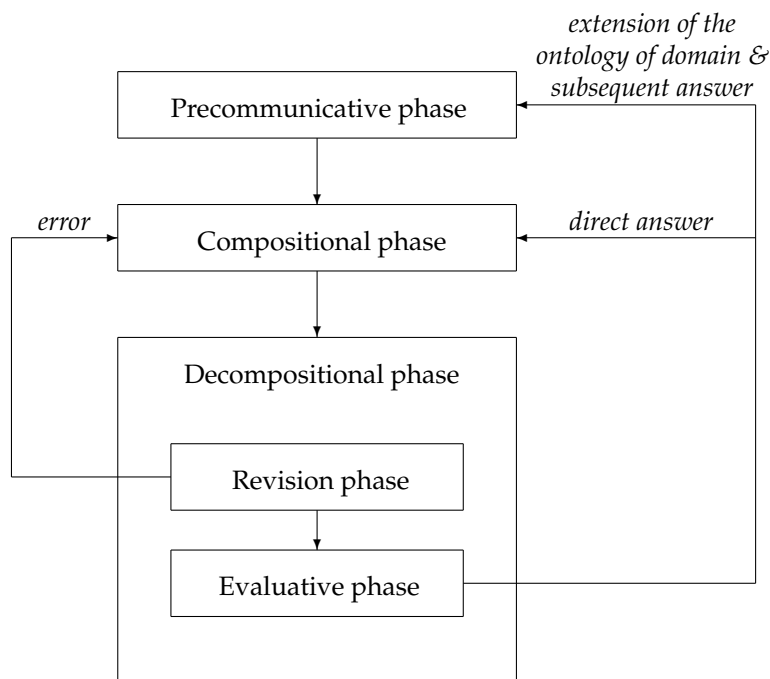 extension of the
ontology of domain &
subsequent answer
Precommunicative phase
error
Compositional phase
direct answer
Decompositional phase
Revision phase
Evaluative phase